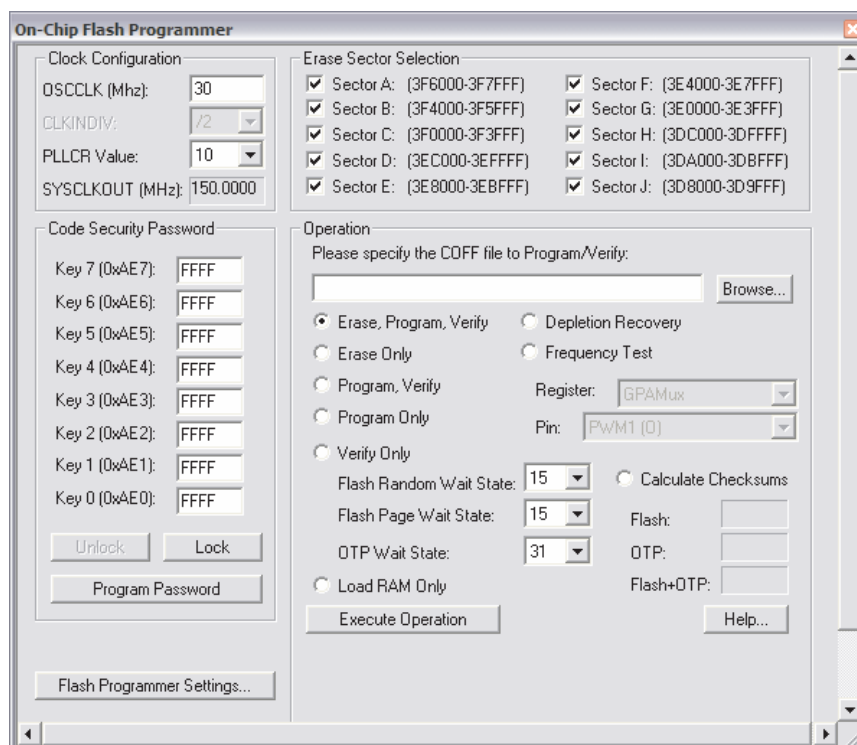 On-Chip Flash Programmer
Clock Configuration
OSCCLK (Mhz): 30
CLKINDIV: /2
PLLCR Value: 10
SYSCLKOUT (MHz): 150.0000
Erase Sector Selection
Sector A: (3F6000-3F7FFF) Sector F: (3E4000-3E7FFF)
Sector B: (3F4000-3F5FFF) Sector G: (3E0000-3E3FFF)
Sector C: (3F0000-3F3FFF) Sector H: (3DC000-3DFFFF)
Sector D: (3EC000-3EFFFF) Sector I: (3DA000-3DBFFF)
Sector E: (3E8000-3EBFFF) Sector J: (3D8000-3D9FFF)
Code Security Password
Key 7 (0xAE7): FFFF
Key 6 (0xAE6): FFFF
Key 5 (0xAE5): FFFF
Key 4 (0xAE4): FFFF
Key 3 (0xAE3): FFFF
Key 2 (0xAE2): FFFF
Key 1 (0xAE1): FFFF
Key 0 (0xAE0): FFFF
Unlock Lock
Program Password
Flash Programmer Settings...
Operation
Please specify the COFF file to Program/Verify:
Browse...
Erase, Program, Verify Depletion Recovery
Erase Only Frequency Test
Program, Verify Register: GPAMux
Program Only Pin: PWM1 (0)
Verify Only
Flash Random Wait State: 15 Calculate Checksums
Flash Page Wait State: 15 Flash:
OTP Wait State: 31 OTP:
Load RAM Only Flash+OTP:
Execute Operation Help...